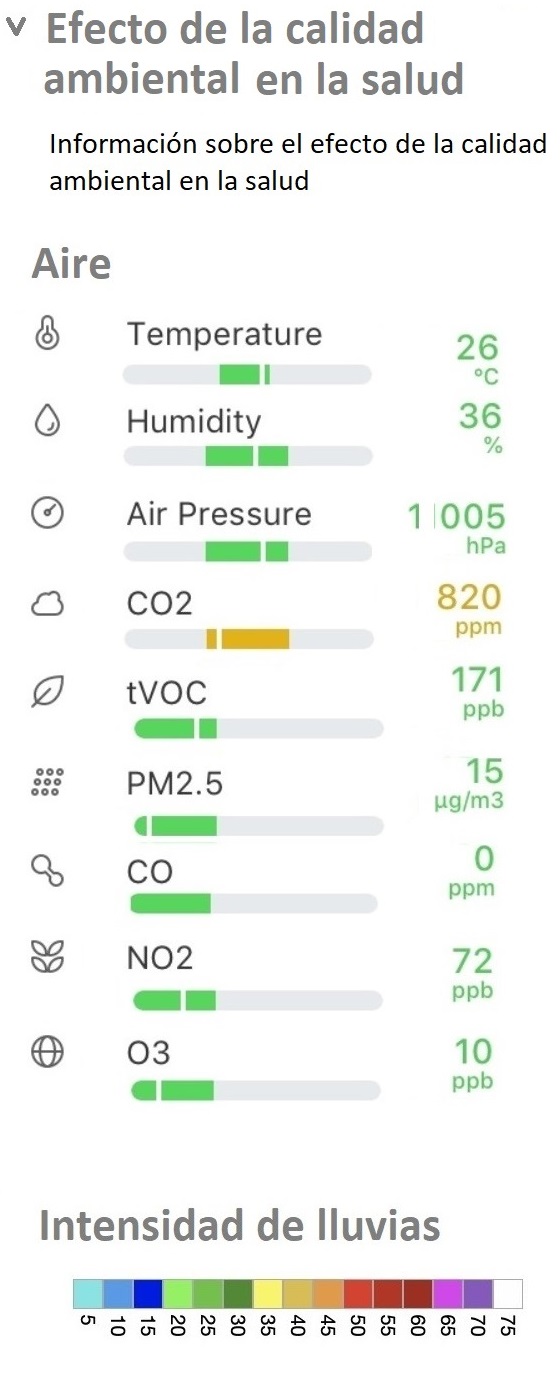 Efecto de la calidad
ambiental en la salud
Información sobre el efecto de la calidad
ambiental en la salud
Aire
Temperature
26
°C
Humidity
36
%
Air Pressure
1 005
hPa
CO2
820
ppm
tVOC
171
ppb
PM2.5
15
µg/m3
CO
0
ppm
NO2
72
ppb
O3
10
ppb
Intensidad de lluvias
5 10 15 20 25 30 35 40 45 50 55 60 65 70 75